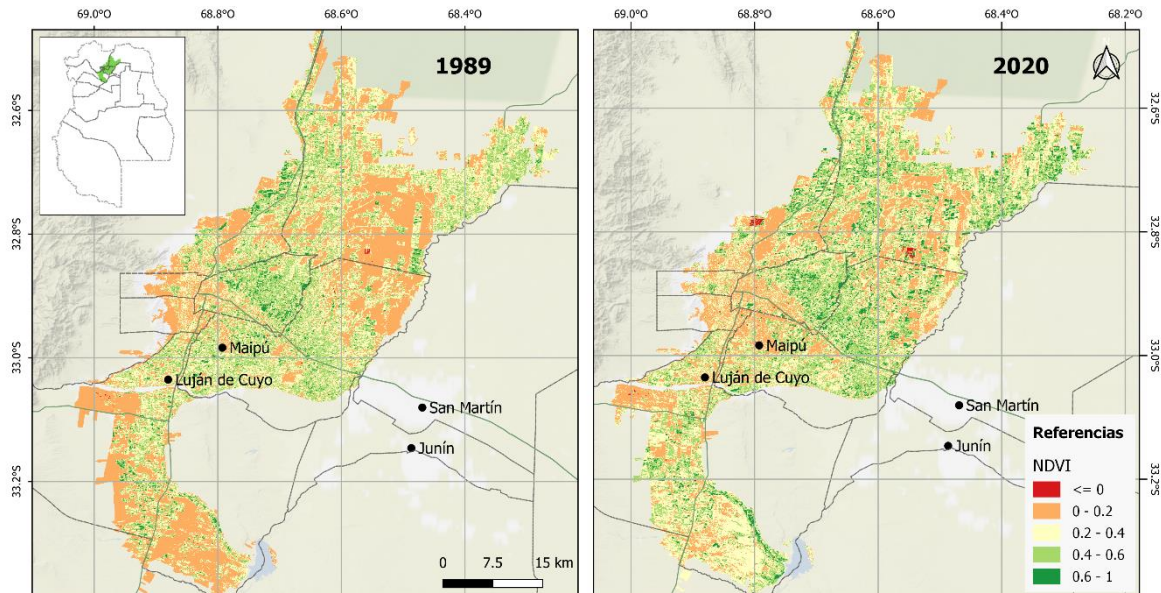 69.0°O 68.8°O 68.6°O 68.4°O
69.0°O 68.8°O 68.6°O 68.4°O 68.2°O
1989
2020
32.6°S
32.8°S
33.0°S
33.2°S
32.6°S
32.8°S
33.0°S
33.2°S
Maipú
Luján de Cuyo
San Martín
Junín
0 7.5 15 km
Maipú
Luján de Cuyo
San Martín
Junín
Referencias
NDVI
<= 0
0 - 0.2
0.2 - 0.4
0.4 - 0.6
0.6 - 1